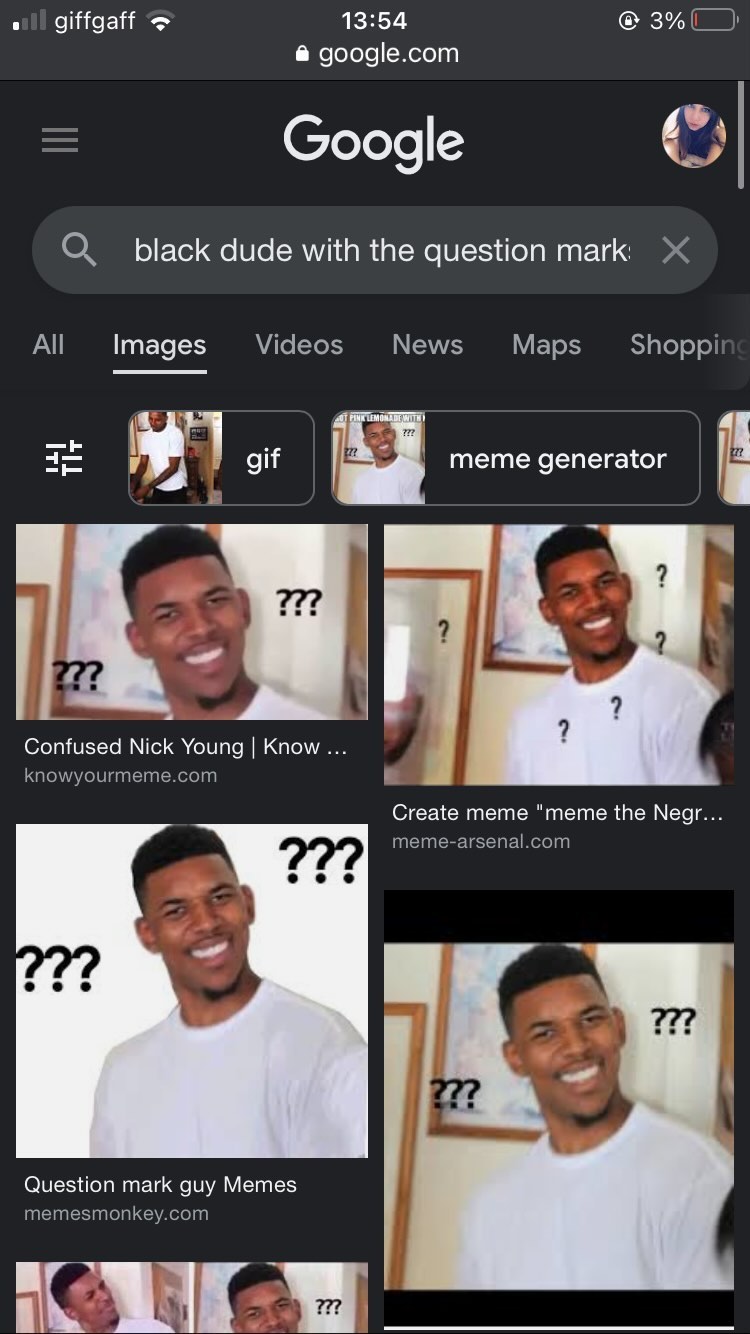 giffgaff 13:54 3%
google.com
Google
black dude with the question marks
All Images Videos News Maps Shopping
gif meme generator
???
???
Confused Nick Young | Know ...
knowyourmeme.com
?
?
?
?
?
Create meme "meme the Negr...
meme-arsenal.com
???
???
Question mark guy Memes
memesmonkey.com
???
???
???